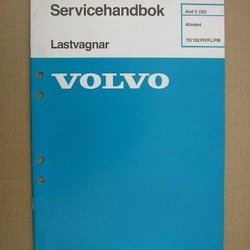 Servicehandbok
Avd 2 (20)
Allmänt
TD 102 FH/FL/FM
Lastvagnar
VOLVO